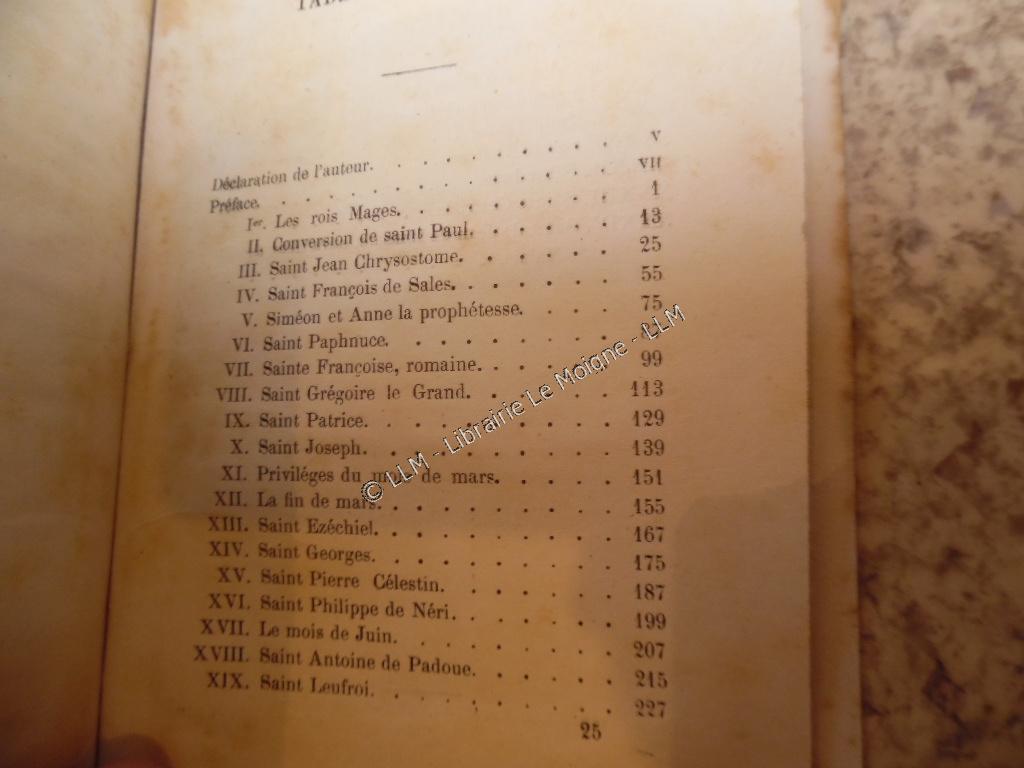 Déclaration de l'auteur. V
Préface. VII
Ier. Les rois Mages. 1
II. Conversion de saint Paul. 13
III. Saint Jean Chrysostome. 25
IV. Saint François de Sales. 55
V. Siméon et Anne la prophétesse. 75
VI. Saint Paphnuce.
VII. Sainte Françoise, romaine. 99
VIII. Saint Grégoire le Grand. 113
IX. Saint Patrice. 129
X. Saint Joseph. 139
XI. Priviléges du de mars. 151
XII. La fin de mars. 155
XIII. Saint Ezéchiel. 167
XIV. Saint Georges. 175
XV. Saint Pierre Célestin. 187
XVI. Saint Philippe de Néri. 199
XVII. Le mois de Juin. 207
XVIII. Saint Antoine de Padoue. 215
XIX. Saint Leufroi. 227
25
© LLM - Librairie Le Moigne - LLM